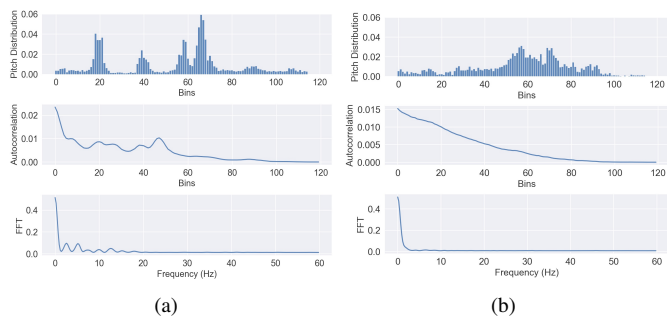 0.06
0.04
0.02
0.00
Pitch Distribution
0 20 40 60 80 100 120
Bins
0.02
0.01
0.00
Autocorrelation
0 20 40 60 80 100 120
Bins
0.4
0.2
0.0
FFT
0 10 20 30 40 50 60
Frequency (Hz)
(a)
0.06
0.04
0.02
0.00
Pitch Distribution
0 20 40 60 80 100 120
Bins
0.015
0.010
0.005
0.000
Autocorrelation
0 20 40 60 80 100 120
Bins
0.4
0.2
0.0
FFT
0 10 20 30 40 50 60
Frequency (Hz)
(b)